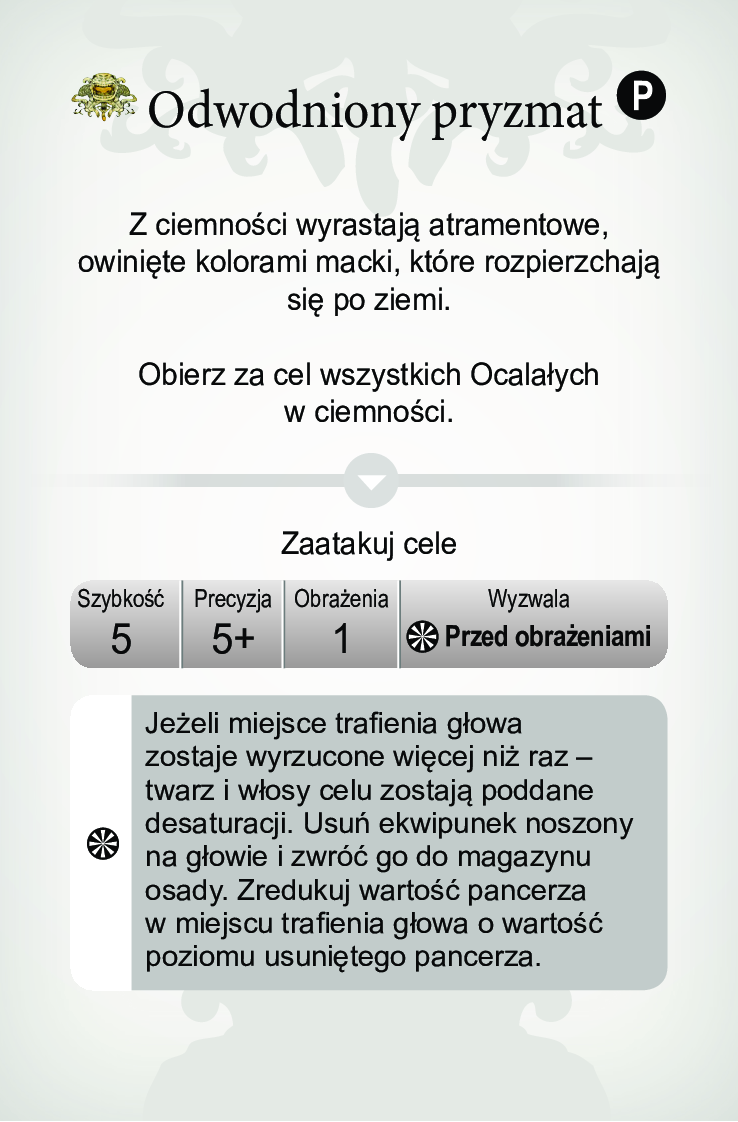 Odwodniony pryzmat P
Z ciemności wyrastają atramentowe,
owinięte kolorami macki, które rozpierzchają
się po ziemi.
Obierz za cel wszystkich Ocalałych
w ciemności.
Zaatakuj cele
Szybkość Precyzja Obrażenia Wyzwala
5 5+ 1 Przed obrażeniami
Jeżeli miejsce trafienia głowa
zostaje wyrzucone więcej niż raz –
twarz i włosy celu zostają poddane
desaturacji. Usuń ekwipunek noszony
na głowie i zwróć go do magazynu
osady. Zredukuj wartość pancerza
w miejscu trafienia głowa o wartość
poziomu usuniętego pancerza.